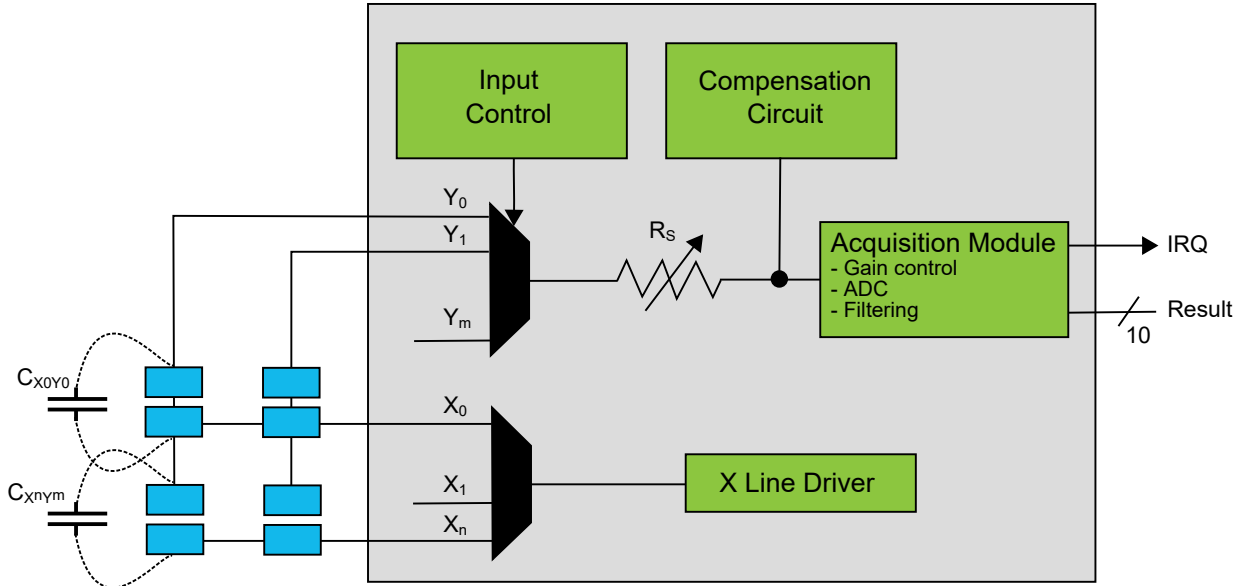 Input
Control
Compensation
Circuit
Y0
Y1
Ym
RS
Acquisition Module
- Gain control
- ADC
- Filtering
IRQ
Result
10
CX0Y0
CXnYm
X0
X1
Xn
X Line Driver